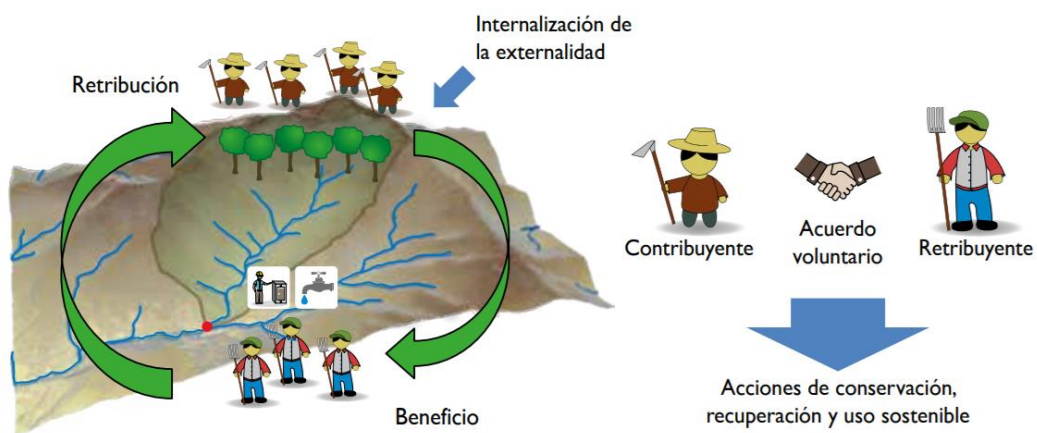 Internalización de
la externalidad
Retribución
Beneficio
Contribuyente
Acuerdo
voluntario
Retribuyente
Acciones de conservación,
recuperación y uso sostenible